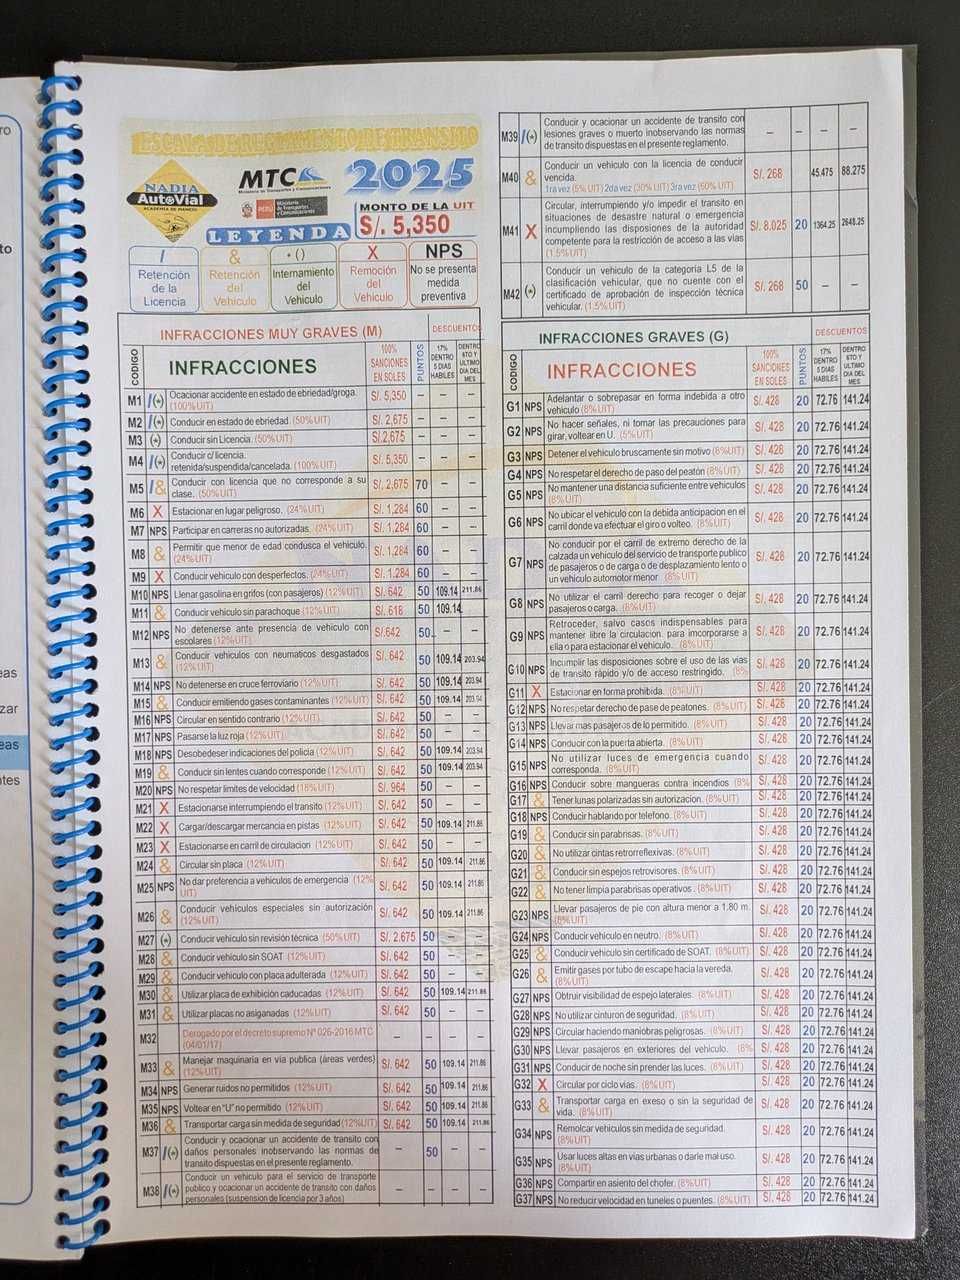 ro
to
eas
zar
eas
ntes
ESCALA DE REGLAMENTO DE TRANSITO
NADIA
AutoVial
ACADEMIA DE MANEJO
MTC
Ministerio de Transportes y Comunicaciones
PERÚ
Ministerio
de Transportes
y Comunicaciones
2025
MONTO DE LA UIT
S/. 5,350
LEYENDA
/ Retención de la Licencia
& Retención del Vehículo
*() Internamiento del Vehículo
X Remoción del Vehículo
NPS No se presenta medida preventiva
INFRACCIONES MUY GRAVES (M) DESCUENTOS
CODIGO INFRACCIONES 100% SANCIONES EN SOLES PUNTOS 17% DENTRO 5 DIAS HABILES DENTRO 6TO Y ULTIMO DIA DEL MES
M1 /(*) Ocacionar accidente en estado de ebriedad/groga. S/. 5,350 – – –
(100%UIT)
M2 /(*) Conducir en estado de ebriedad. (50%UIT) S/. 2,675 – – –
M3 (*) Conducir sin Licencia. (50%UIT) S/.2,675 – – –
M4 /(*) Conducir c/ licencia. S/. 5,350 – – –
retenida/suspendida/cancelada. (100%UIT)
M5 /& Conducir con licencia que no corresponde a su S/. 2,675 70 – –
clase. (50%UIT)
M6 X Estacionar en lugar peligroso. (24%UIT) S/. 1,284 60 – –
M7 NPS Participar en carreras no autorizadas. (24%UIT) S/. 1,284 60 – –
M8 & Permitir que menor de edad condusca el vehículo. S/. 1,284 60 – –
(24%UIT)
M9 X Conducir vehiculo con desperfectos. (24%UIT) S/. 1.284 60 – –
M10 NPS Llenar gasolina en grifos (con pasajeros) (12%UIT) S/. 642 50 109.14 211.86
M11 & Conducir vehiculo sin parachoque (12%UIT) S/. 618 50 109.14
M12 NPS No detenerse ante presencia de vehiculo con S/.642 50 – –
escolares (12%UIT)
M13 & Conducir vehiculos con neumaticos desgastados S/. 642 50 109.14 203.94
(12%UIT)
M14 NPS No detenerse en cruce ferroviario (12%UIT) S/. 642 50 109.14 203.94
M15 & Conducir emitiendo gases contaminantes (12%UIT) S/. 642 50 109.14 203.94
M16 NPS Circular en sentido contrario (12%UIT) S/. 642 50 – –
M17 NPS Pasarse la luz roja (12%UIT) S/. 642 50 – –
M18 NPS Desobedeser indicaciones del policia (12%UIT) S/. 642 50 109.14 203.94
M19 & Conducir sin lentes cuando corresponde (12%UIT) S/. 642 50 109.14 203.94
M20 NPS No respetar limites de velocidad (18%UIT) S/. 964 50 – –
M21 X Estacionarse interrumpiendo el transito (12%UIT) S/. 642 50 – –
M22 X Cargar/descargar mercancia en pistas (12%UIT) S/. 642 50 109.14 211.86
M23 X Estacionarse en carril de circulacion (12%UIT) S/. 642 50 – –
M24 & Circular sin placa (12%UIT) S/. 642 50 109.14 211.86
M25 NPS No dar preferencia a vehiculos de emergencia (12% S/. 642 50 109.14 211.86
UIT)
M26 & Conducir vehiculos especiales sin autorización S/. 642 50 109.14 211.86
(12%UIT)
M27 (*) Conducir vehiculo sin revisión técnica (50%UIT) S/. 2.675 50 – –
M28 & Conducir vehiculo sin SOAT (12%UIT) S/. 642 50 – –
M29 & Conducir vehiculo con placa adulterada (12%UIT) S/. 642 50 – –
M30 & Utilizar placa de exhibición caducadas (12%UIT) S/. 642 50 109.14 211.86
M31 & Utilizar placas no asiganadas (12%UIT) S/. 642 50 – –
M32 Derogado por el decreto supremo Nº 026-2016 MTC – – – –
(04/01/17)
M33 & Manejar maquinaria en via publica (áreas verdes) S/. 642 50 109.14 211.86
(12%UIT)
M34 NPS Generar ruidos no permitidos (12%UIT) S/. 642 50 109.14 211.86
M35 NPS Voltear en "U" no permitido (12%UIT) S/. 642 50 109.14 211.86
M36 & Transportar carga sin medida de seguridad (12%UIT) S/. 642 50 109.14 211.86
M37 /(*) Conducir y ocacionar un accidente de transito con 50 – –
daños personales inobservando las normas de
transito dispuestas en el presente reglamento.
M38 /(*) Conducir un vehiculo para el servicio de transporte – – – –
publico y ocacionar un accidente de transito con daños
personales (suspension de licencia por 3 años)
M39 /(*) Conducir y ocacionar un accidente de transito con – – – –
lesiones graves o muerto inobservando las normas
de transito dispuestas en el presente reglamento.
M40 & Conducir un vehiculo con la licencia de conducir S/. 268 45.475 88.275
vencida.
1ra vez (5% UIT) 2da vez (30% UIT) 3ra vez (50% UIT)
M41 X Circular, interrumpiendo y/o impedir el transito en S/. 8.025 20 1364.25 2648.25
situaciones de desastre natural o emergencia
incumpliendo las disposiones de la autoridad
competente para la restricción de acceso a las vias
(1.5%UIT)
M42 (*) Conducir un vehiculo de la categoria L5 de la S/. 268 50 – –
clasificación vehicular, que no cuente con el
certificado de aprobación de inspección técnica
vehicular. (1.5%UIT)
INFRACCIONES GRAVES (G) DESCUENTOS
CODIGO INFRACCIONES 100% SANCIONES EN SOLES PUNTOS 17% DENTRO 5 DIAS HABILES DENTRO 6TO Y ULTIMO DIA DEL MES
G1 NPS Adelantar o sobrepasar en forma indebida a otro S/. 428 20 72.76 141.24
vehiculo (8%UIT)
G2 NPS No hacer señales, ni tomar las precauciones para S/. 428 20 72.76 141.24
girar, voltear en U. (5%UIT)
G3 NPS Detener el vehiculo bruscamente sin motivo (8%UIT) S/. 428 20 72.76 141.24
G4 NPS No respetar el derecho de paso del peatón (8%UIT) S/. 428 20 72.76 141.24
G5 NPS No mantener una distancia suficiente entre vehículos S/. 428 20 72.76 141.24
(8%UIT)
G6 NPS No ubicar el vehículo con la debida anticipacion en el S/. 428 20 72.76 141.24
carril donde va efectuar el giro o volteo. (8%UIT)
G7 NPS No conducir por el carril de extremo derecho de la S/. 428 20 72.76 141.24
calzada un vehículo del servicio de transporte publico
de pasajeros o de carga o de desplazamiento lento o
un vehiculo automotor menor (8%UIT)
G8 NPS No utilizar el carril derecho para recoger o dejar S/. 428 20 72.76 141.24
pasajeros o carga. (8%UIT)
G9 NPS Retroceder, salvo casos indispensables para S/. 428 20 72.76 141.24
mantener libre la circulacion. para imcorporarse a
ella o para estacionar el vehículo. (8%UIT)
G10 NPS Incumplir las disposiones sobre el uso de las vias S/. 428 20 72.76 141.24
de transito rápido y/o de acceso restringido. (8%
G11 X Estacionar en forma prohibida. (8%UIT) S/. 428 20 72.76 141.24
G12 NPS No respetar derecho de pase de peatones. (8%UIT) S/. 428 20 72.76 141.24
G13 NPS Llevar mas pasajeros de lo permitido. (8%UIT) S/. 428 20 72.76 141.24
G14 NPS Conducir con la puerta abierta. (8%UIT) S/. 428 20 72.76 141.24
G15 NPS No utilizar luces de emergencia cuando S/. 428 20 72.76 141.24
corresponda. (8%UIT)
G16 NPS Conducir sobre mangueras contra incendios (8% S/. 428 20 72.76 141.24
G17 & Tener lunas polarizadas sin autorizacion. (8%UIT) S/. 428 20 72.76 141.24
G18 NPS Conducir hablando por telefono. (8%UIT) S/. 428 20 72.76 141.24
G19 & Conducir sin parabrisas. (8%UIT) S/. 428 20 72.76 141.24
G20 & No utilizar cintas retrorreflexivas. (8%UIT) S/. 428 20 72.76 141.24
G21 & Conducir sin espejos retrovisores. (8%UIT) S/. 428 20 72.76 141.24
G22 & No tener limpia parabrisas operativos . (8%UIT) S/. 428 20 72.76 141.24
G23 NPS Llevar pasajeros de pie con altura menor a 1.80 m. S/. 428 20 72.76 141.24
(8%UIT)
G24 NPS Conducir vehiculo en neutro. (8%UIT) S/. 428 20 72.76 141.24
G25 & Conducir vehículo sin certificado de SOAT. (8%UIT) S/. 428 20 72.76 141.24
G26 & Emitir gases por tubo de escape hacia la vereda. S/. 428 20 72.76 141.24
(8%UIT)
G27 NPS Obtruir visibilidad de espejo laterales. (8%UIT) S/. 428 20 72.76 141.24
G28 NPS No utilizar cinturon de seguridad. (8%UIT) S/. 428 20 72.76 141.24
G29 NPS Circular haciendo maniobras peligrosas. (8%UIT) S/. 428 20 72.76 141.24
G30 NPS Llevar pasajeros en exteriores del vehículo. (8% S/. 428 20 72.76 141.24
G31 NPS Conducir de noche sin prender las luces. (8%UIT) S/. 428 20 72.76 141.24
G32 X Circular por ciclo vias. (8%UIT) S/. 428 20 72.76 141.24
G33 & Transportar carga en exeso o sin la seguridad de S/. 428 20 72.76 141.24
vida. (8%UIT)
G34 NPS Remolcar vehiculos sin medida de seguridad. S/. 428 20 72.76 141.24
(8%UIT)
G35 NPS Usar luces altas en vias urbanas o darle mal uso. S/. 428 20 72.76 141.24
(8%UIT)
G36 NPS Compartir en asiento del chofer. (8%UIT) S/. 428 20 72.76 141.24
G37 NPS No reducir velocidad en tuneles o puentes. (8%UIT) S/. 428 20 72.76 141.24